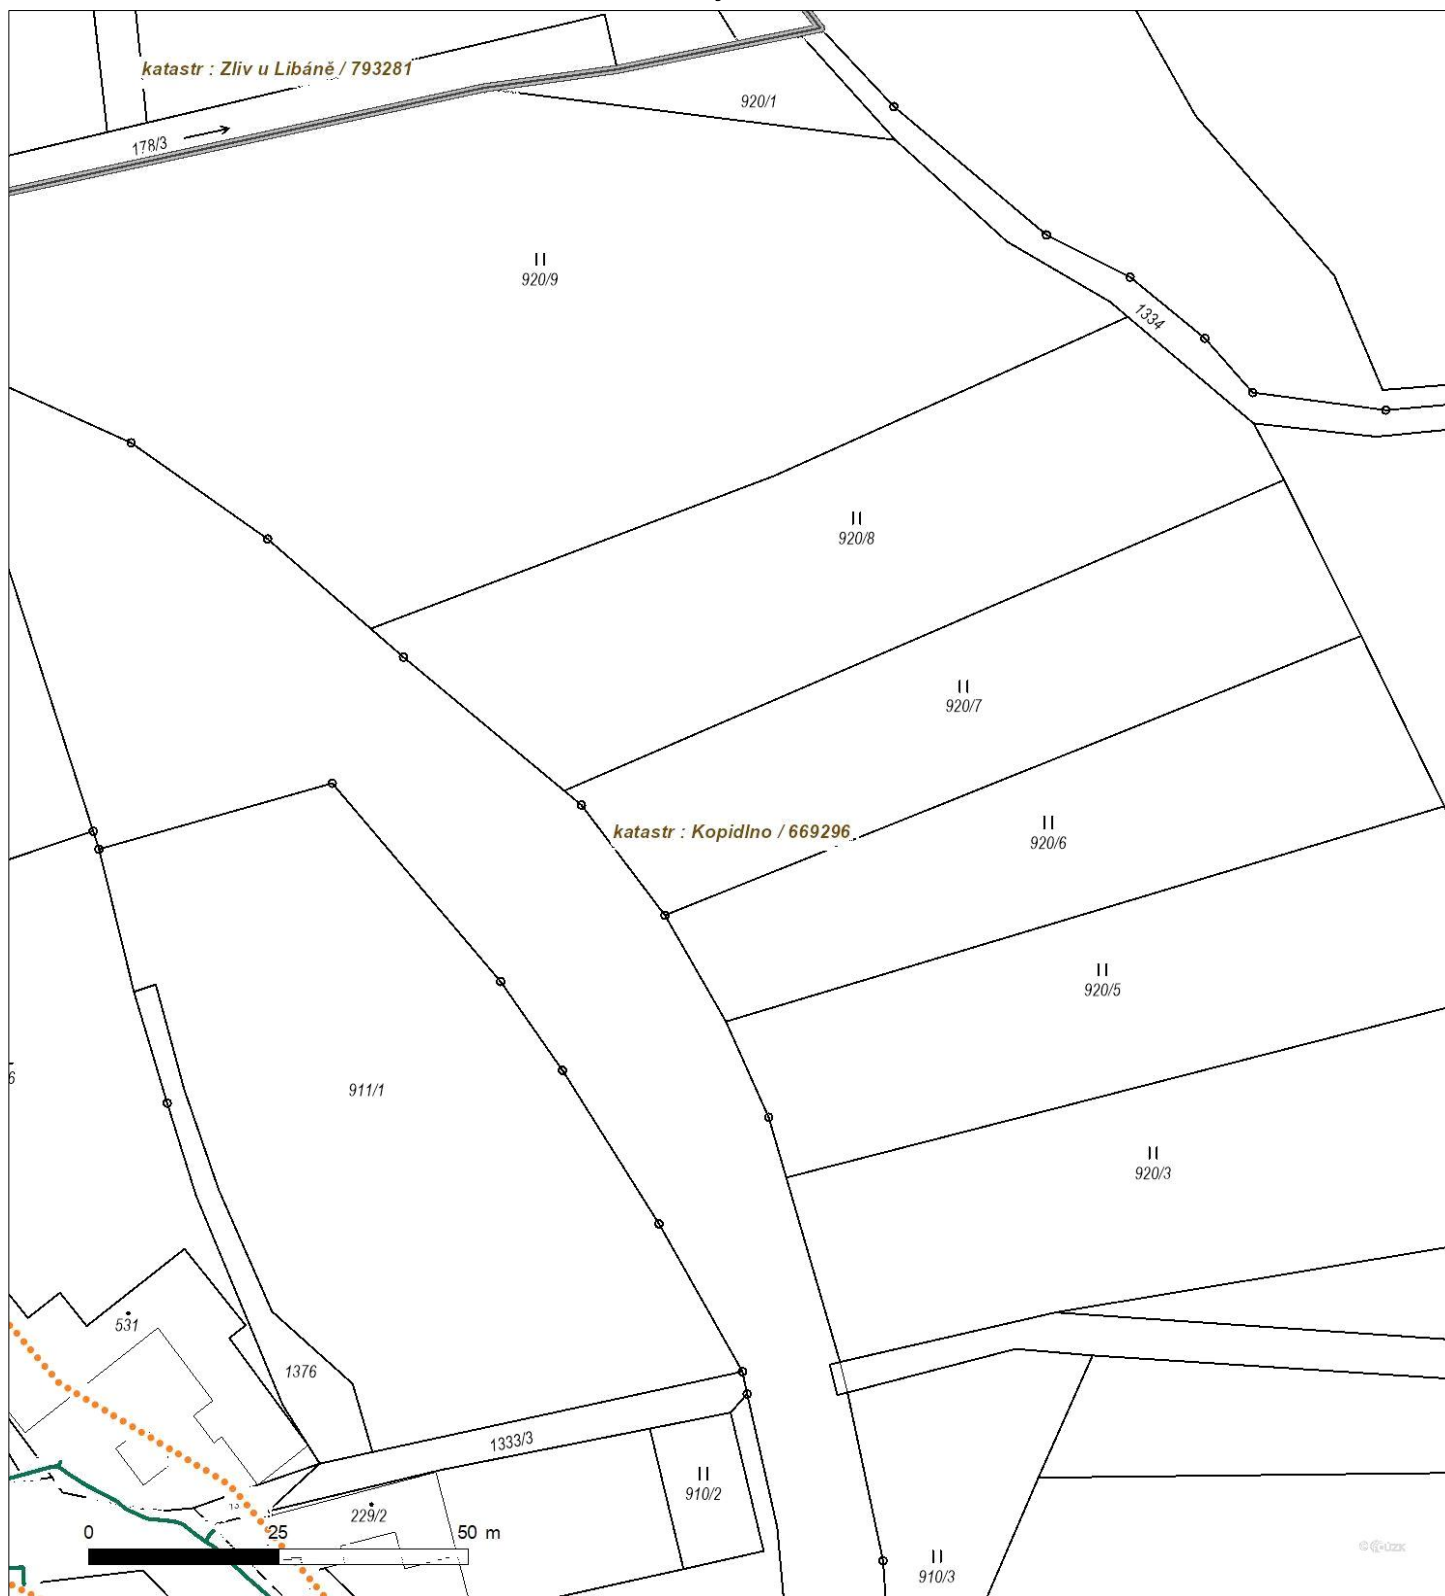 katastr : Zliv u Libáně / 793281
920/1
178/3
II
920/9
1334
II
920/8
II
920/7
katastr : Kopidlno / 669296
II
920/6
II
920/5
6
911/1
II
920/3
531
1376
1333/3
II
910/2
229/2
0 25 50 m
II
910/3